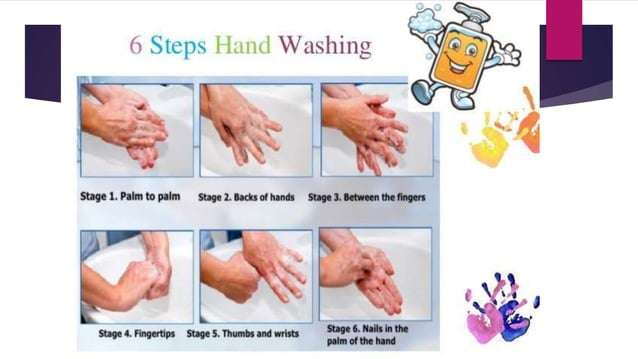 6 Steps Hand Washing
Stage 1. Palm to palm
Stage 2. Backs of hands
Stage 3. Between the fingers
Stage 4. Fingertips
Stage 5. Thumbs and wrists
Stage 6. Nails in the
palm of the hand